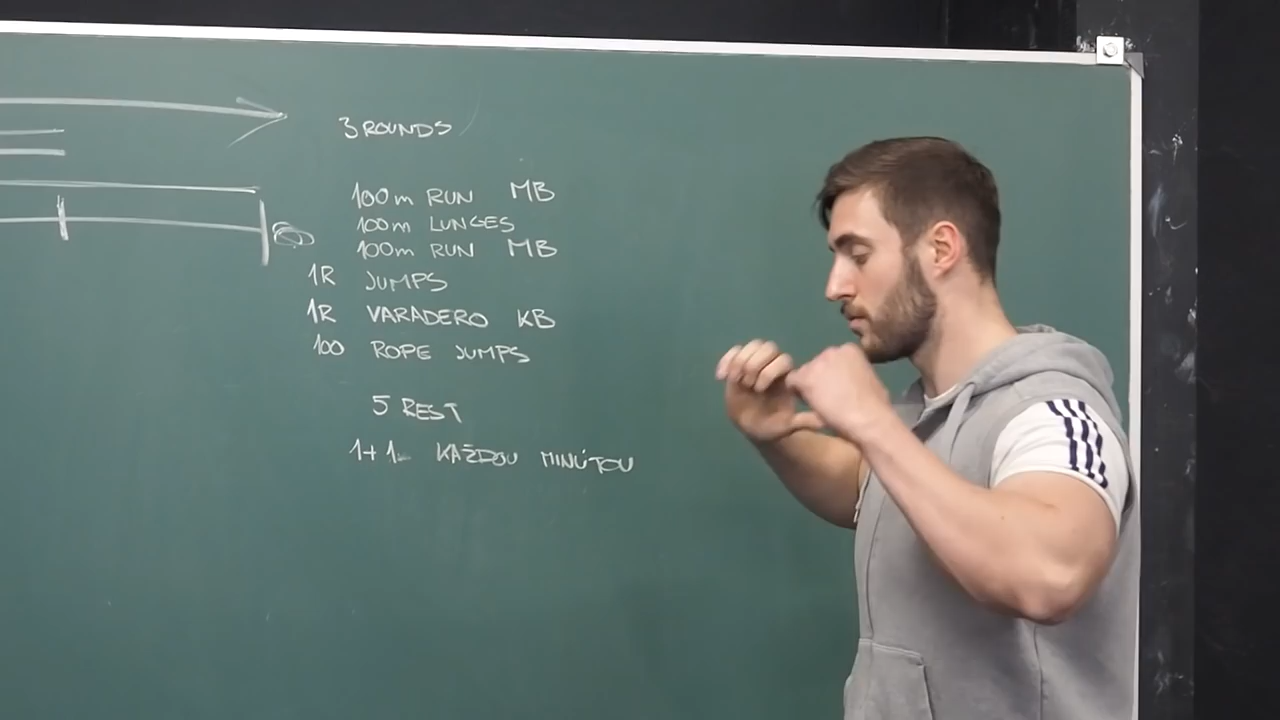 3 ROUNDS
100m RUN MB
100m LUNGES
100m RUN MB
1R JUMPS
1R VARADERO KB
100 ROPE JUMPS
5 REST
1+1 KAŽDOU MINÚTOU